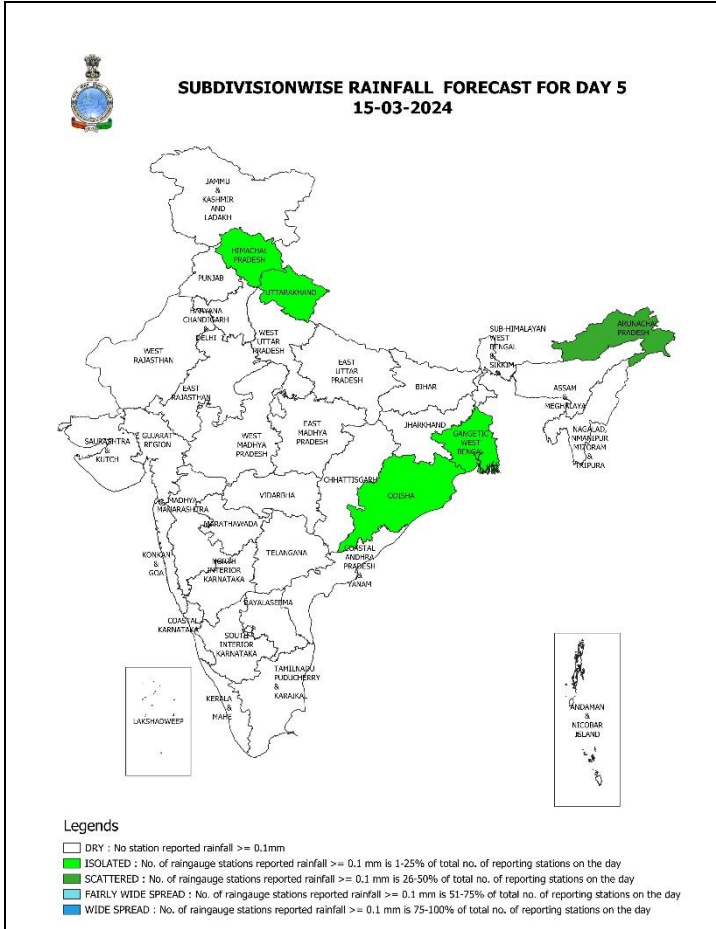 SUBDIVISIONWISE RAINFALL FORECAST FOR DAY 5
15-03-2024
JAMMU
&
KASHMIR
AND
LADAKH
HIMACHAL
PRADESH
PUNJAB
UTTARAKHAND
HARYANA
CHANDIGARH
&
DELHI
WEST
UTTAR
PRADESH
SUB-HIMALAYAN
WEST
BENGAL
&
SIKKIM
ARUNACHAL
PRADESH
WEST
RAJASTHAN
EAST
RAJASTHAN
EAST
UTTAR
PRADESH
BIHAR
ASSAM
&
MEGHALAYA
NAGALAD,
NMANIPUR
MIZORAM
&
TRIPURA
SAURASHTRA
&
KUTCH
GUJARAT
REGION
WEST
MADHYA
PRADESH
EAST
MADHYA
PRADESH
JHARKHAND
GANGETIC
WEST
BENGAL
CHHATTISGARH
ODISHA
MADHYA
MAHARASHTRA
VIDARBHA
MARATHAWADA
KONKAN
&
GOA
NORTH
INTERIOR
KARNATAKA
TELANGANA
COASTAL
ANDHRA
PRADESH
&
YANAM
RAYALASEEMA
COASTAL
KARNATAKA
SOUTH
INTERIOR
KARNATAKA
TAMILNADU
PUDUCHERRY
&
KARAIKAL
KERALA
&
MAHE
LAKSHADWEEP
ANDAMAN
&
NICOBAR
ISLAND
Legends
DRY : No station reported rainfall >= 0.1mm
ISOLATED : No. of raingauge stations reported rainfall >= 0.1 mm is 1-25% of total no. of reporting stations on the day
SCATTERED : No. of raingauge stations reported rainfall >= 0.1 mm is 26-50% of total no. of reporting stations on the day
FAIRLY WIDE SPREAD : No. of raingauge stations reported rainfall >= 0.1 mm is 51-75% of total no. of reporting stations on the day
WIDE SPREAD : No. of raingauge stations reported rainfall >= 0.1 mm is 75-100% of total no. of reporting stations on the day